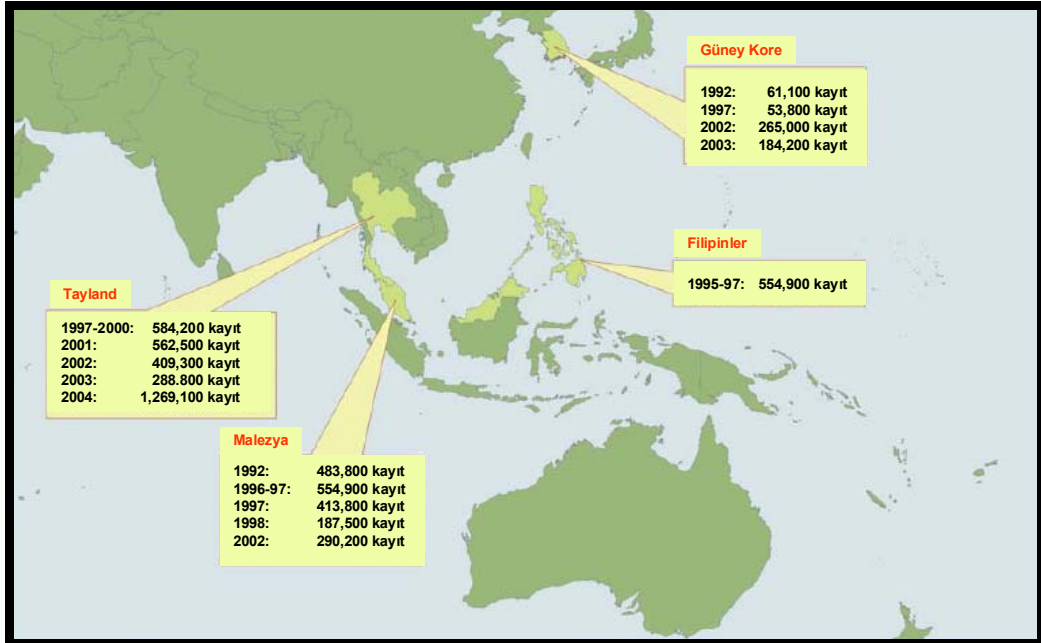 Güney Kore
1992: 61,100 kayıt
1997: 53,800 kayıt
2002: 265,000 kayıt
2003: 184,200 kayıt
Filipinler
1995-97: 554,900 kayıt
Tayland
1997-2000: 584,200 kayıt
2001: 562,500 kayıt
2002: 409,300 kayıt
2003: 288.800 kayıt
2004: 1,269,100 kayıt
Malezya
1992: 483,800 kayıt
1996-97: 554,900 kayıt
1997: 413,800 kayıt
1998: 187,500 kayıt
2002: 290,200 kayıt